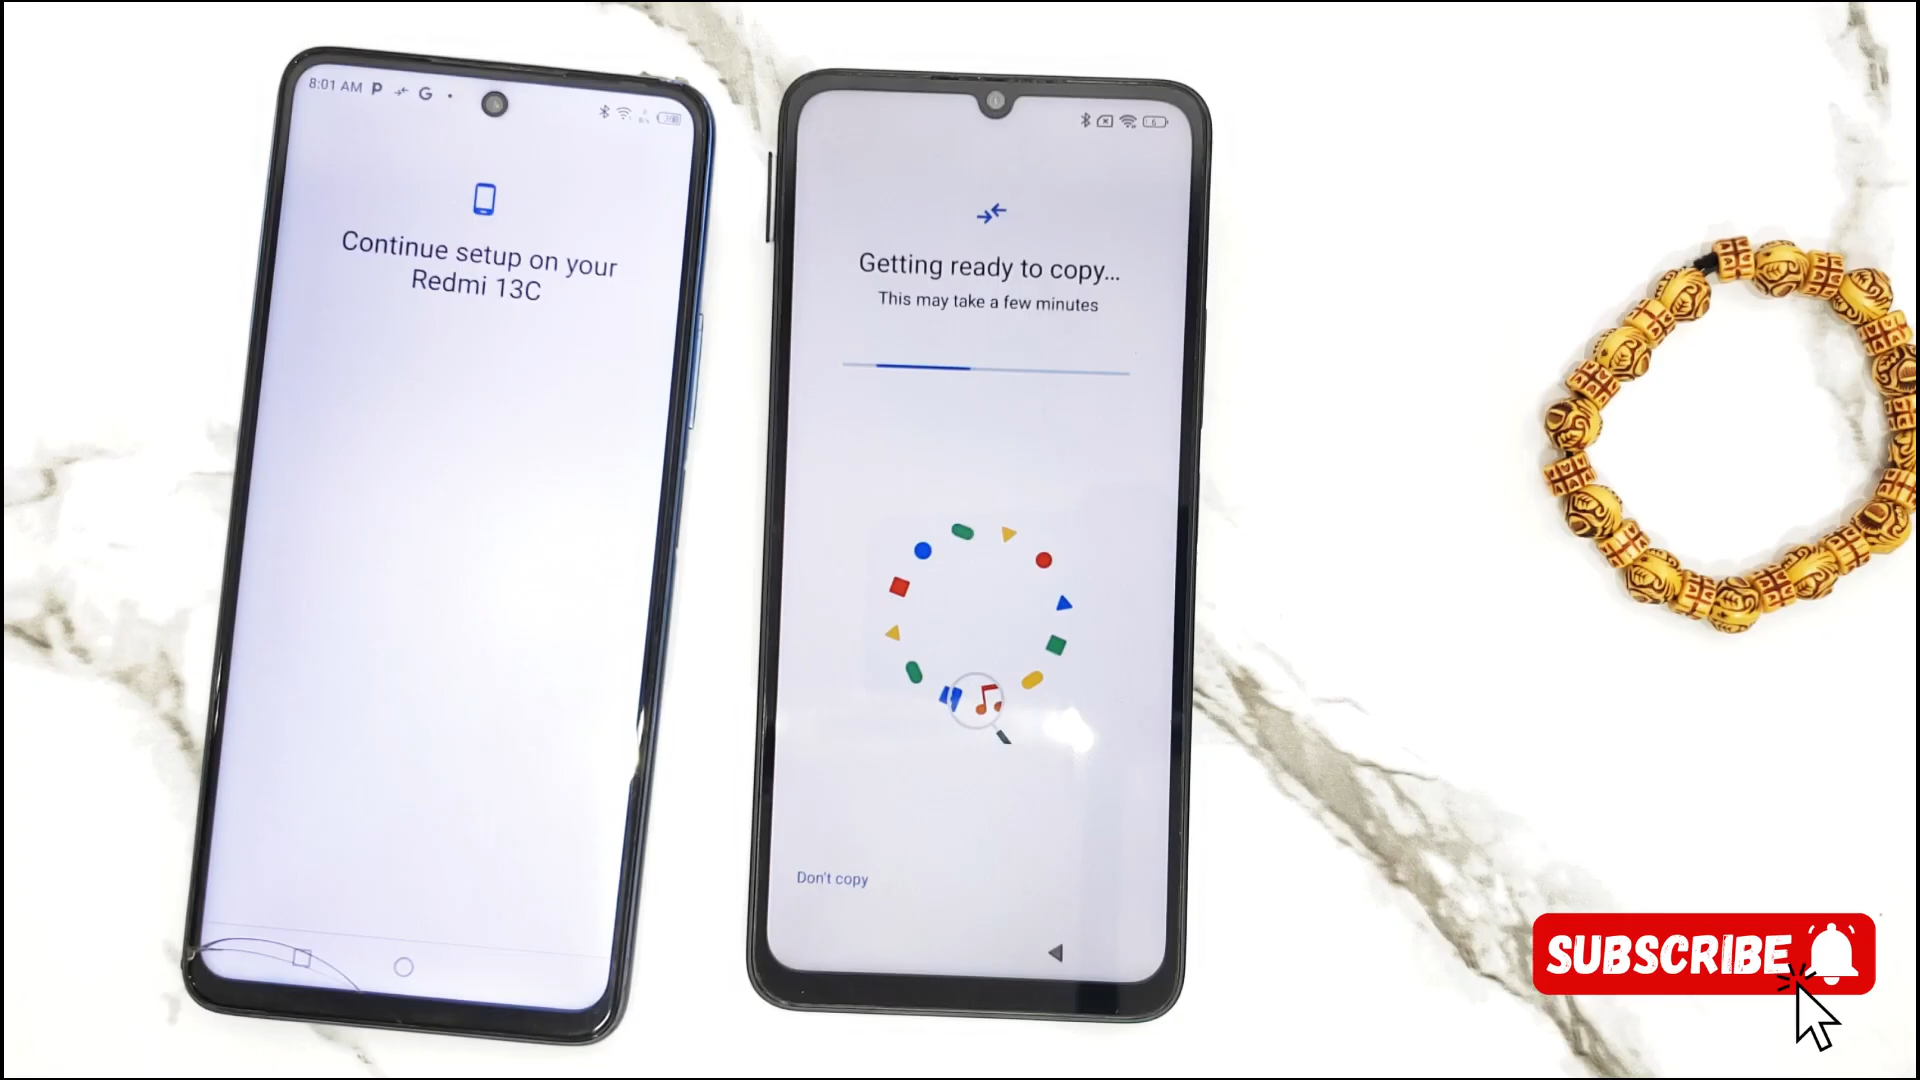 8:01 AM P G
Continue setup on your
Redmi 13C
6
Getting ready to copy...
This may take a few minutes
Don't copy
SUBSCRIBE